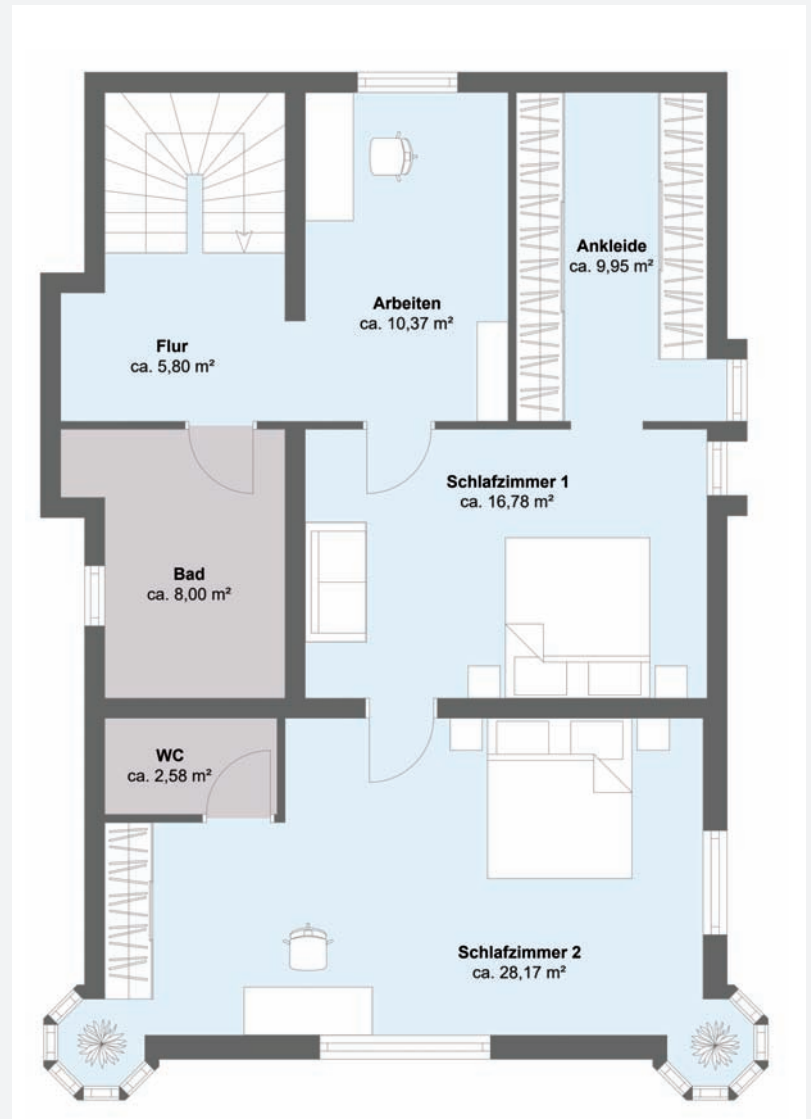 Ankleide
ca. 9,95 m²
Arbeiten
ca. 10,37 m²
Flur
ca. 5,80 m²
Schlafzimmer 1
ca. 16,78 m²
Bad
ca. 8,00 m²
WC
ca. 2,58 m²
Schlafzimmer 2
ca. 28,17 m²